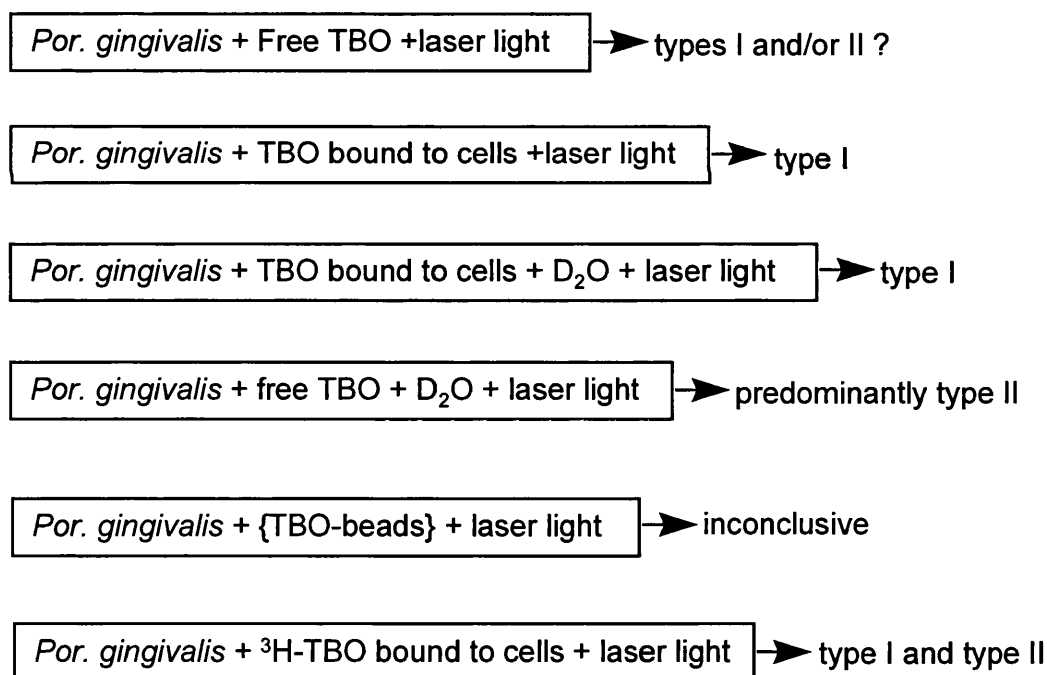 Por. gingivalis + Free TBO +laser light types I and/or II ?
Por. gingivalis + TBO bound to cells +laser light type I
Por. gingivalis + TBO bound to cells + D₂O + laser light type I
Por. gingivalis + free TBO + D₂O + laser light predominantly type II
Por. gingivalis + {TBO-beads} + laser light inconclusive
Por. gingivalis + ³H-TBO bound to cells + laser light type I and type II